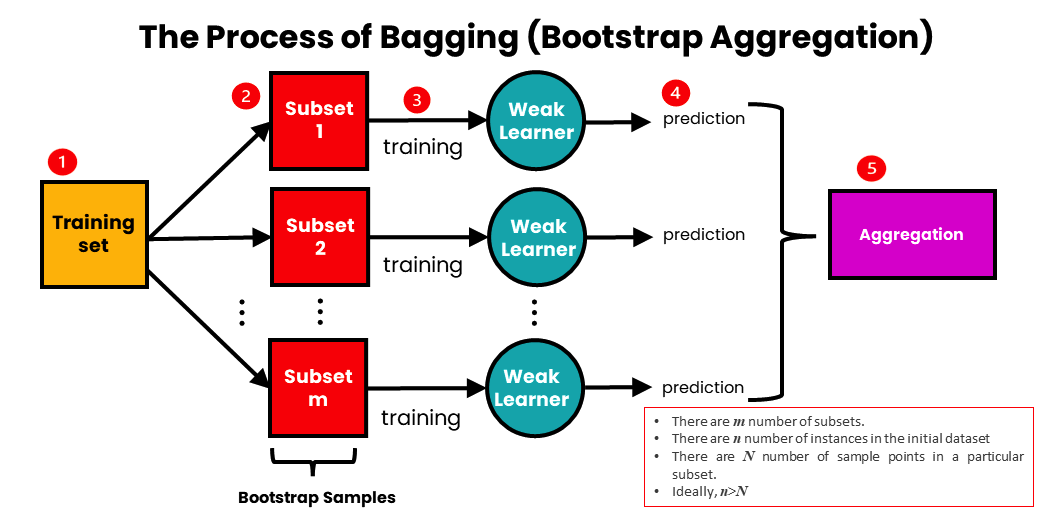 The Process of Bagging (Bootstrap Aggregation)
1
Training
set
2
Subset
1
3
training
Weak
Learner
4
prediction
Subset
2
training
Weak
Learner
prediction
Subset
m
training
Weak
Learner
prediction
5
Aggregation
Bootstrap Samples
• There are m number of subsets.
• There are n number of instances in the initial dataset
• There are N number of sample points in a particular
subset.
• Ideally, n>N